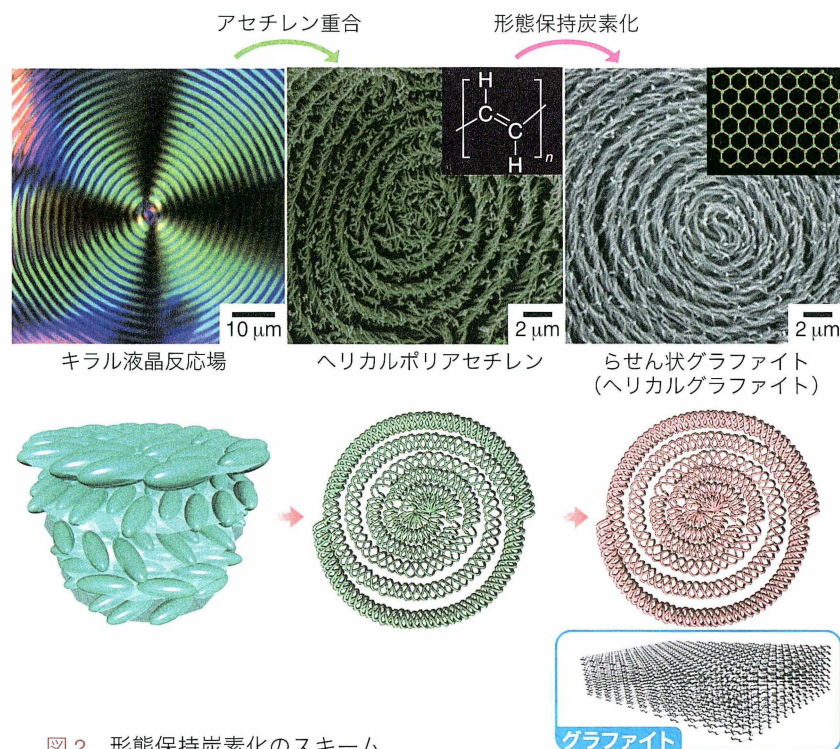 アセチレン重合
形態保持炭素化
H
C=C
n
H
10 μm
2 μm
2 μm
キラル液晶反応場
ヘリカルポリアセチレン
らせん状グラファイト
(ヘリカルグラファイト)
グラファイト
図2 形態保持炭素化のスキーム